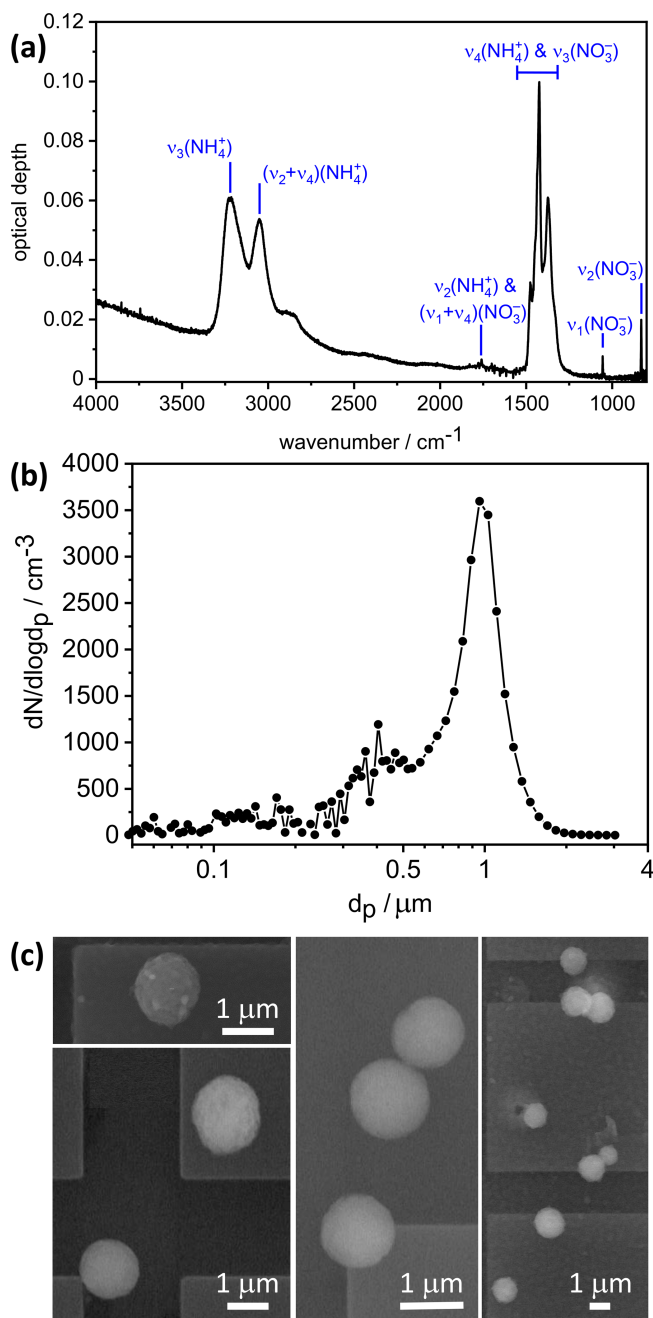 (a)
0.12
0.10
0.08
0.06
0.04
0.02
0
optical depth
ν₄(NH₄⁺) & ν₃(NO₃⁻)
ν₃(NH₄⁺)
(ν₂+ν₄)(NH₄⁺)
ν₂(NH₄⁺) &
(ν₁+ν₄)(NO₃⁻)
ν₂(NO₃⁻)
ν₁(NO₃⁻)
4000 3500 3000 2500 2000 1500 1000
wavenumber / cm⁻¹
(b)
4000
3500
3000
2500
2000
1500
1000
500
0
dN/dlogdₚ / cm⁻³
0.1 0.5 1 4
dₚ / μm
(c)
1 μm
1 μm
1 μm
1 μm